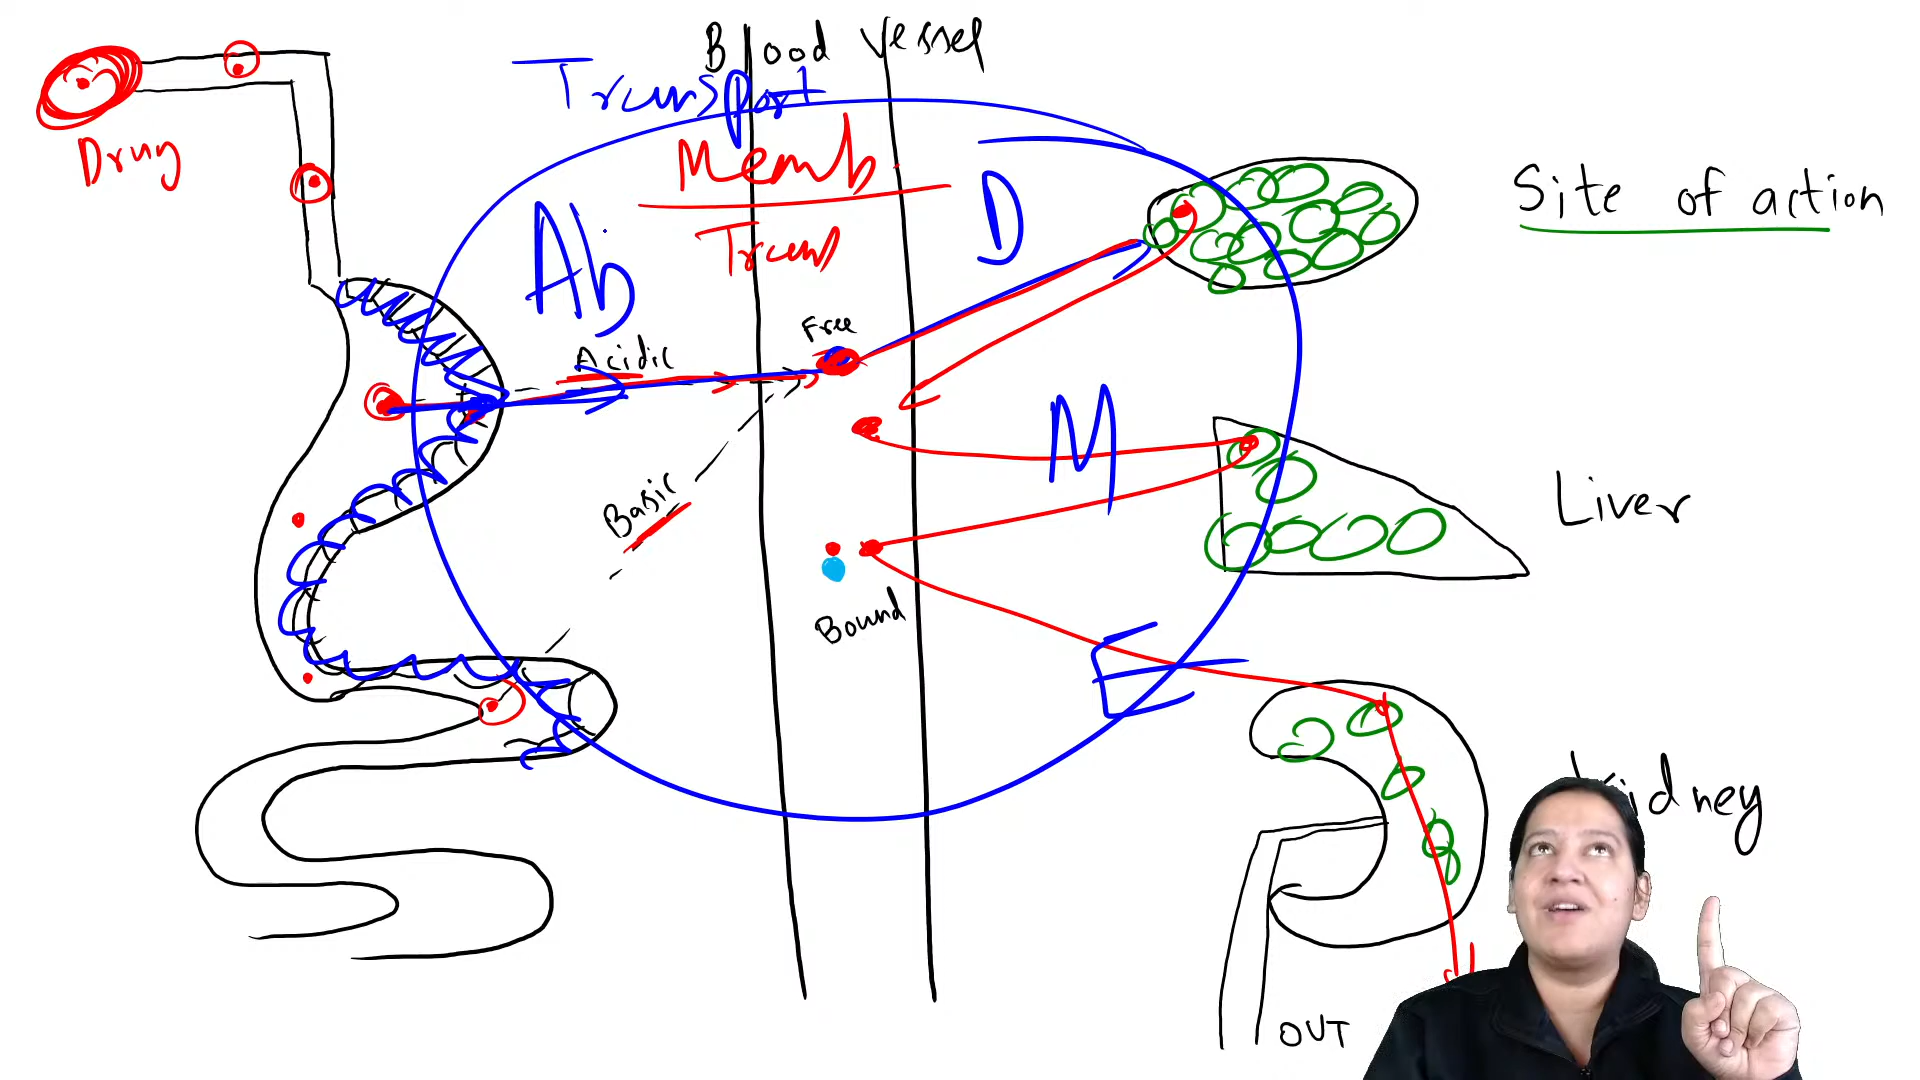 Blood Vessel
Transport
Drug
Memb
Trans
Ab
D
Site of action
Free
Acidic
M
Basic
Liver
Bound
E
Kidney
OUT